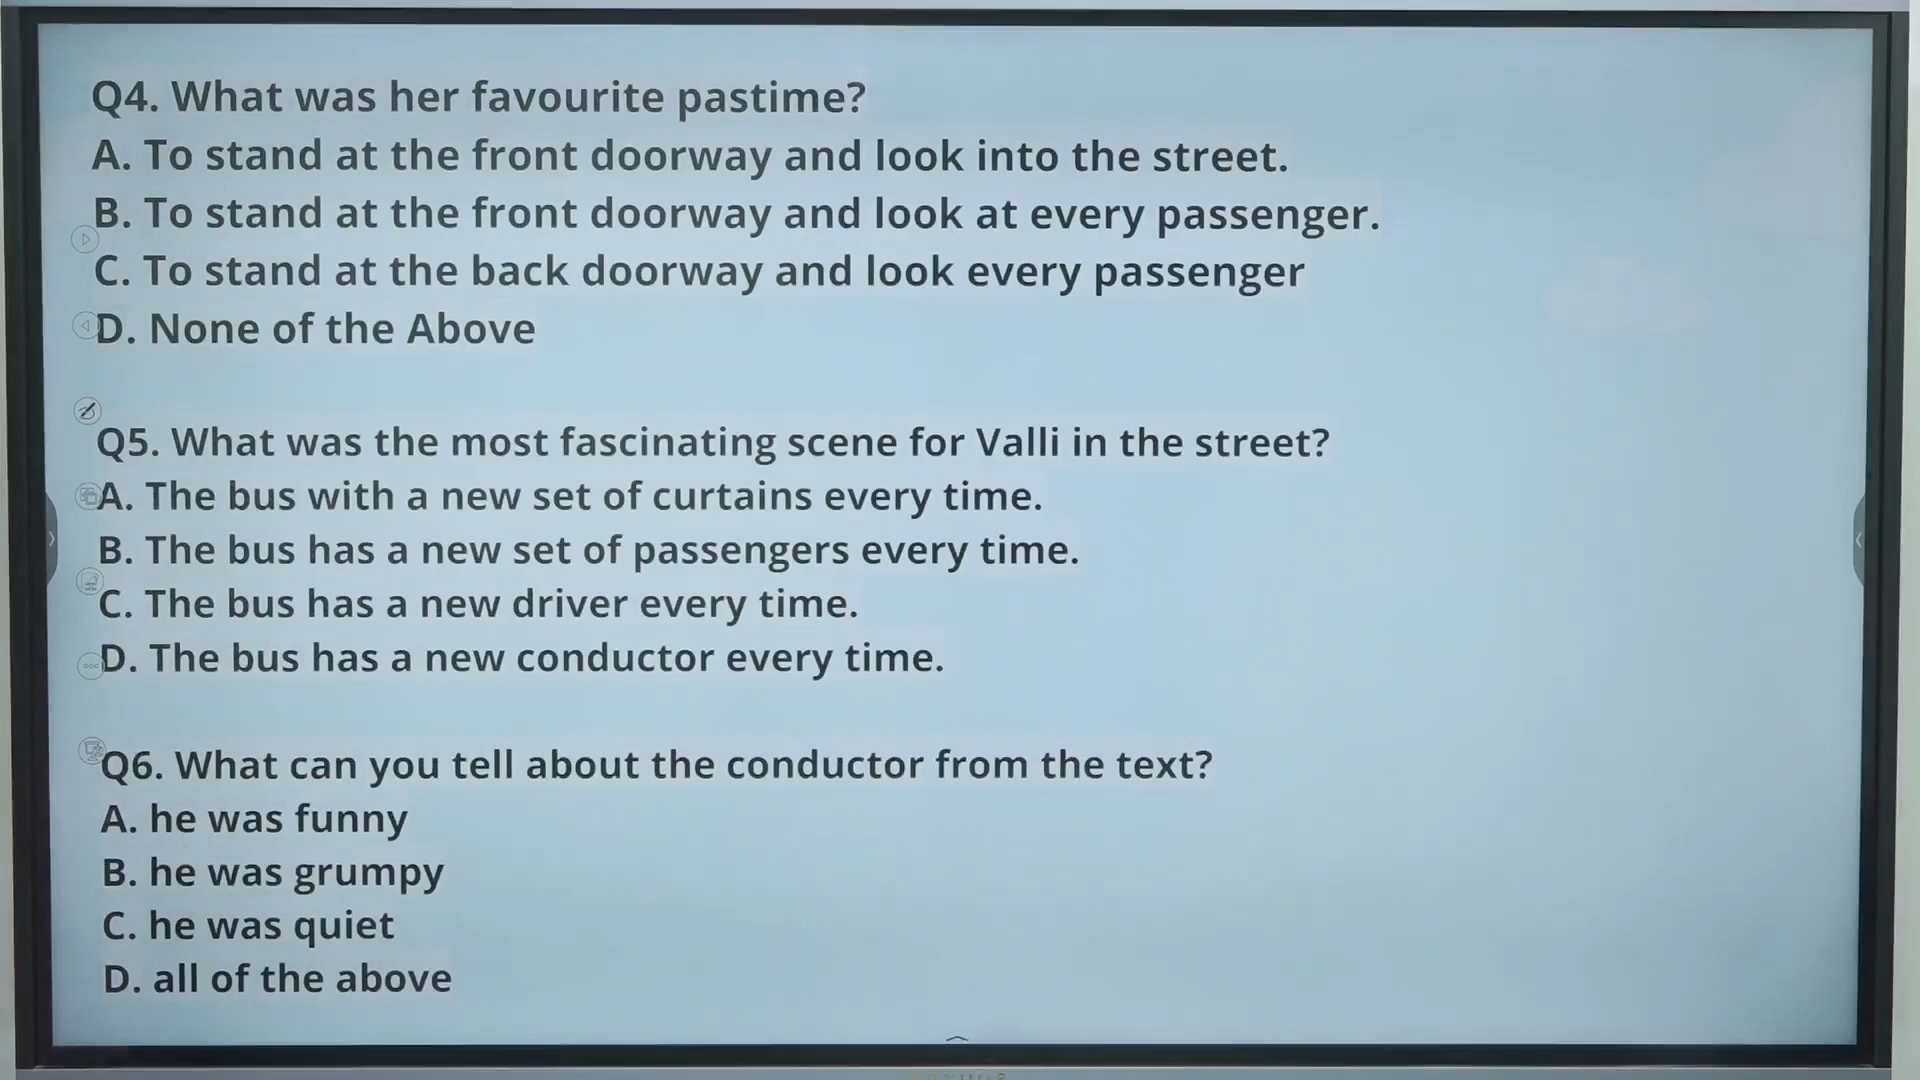 Q4. What was her favourite pastime?
A. To stand at the front doorway and look into the street.
B. To stand at the front doorway and look at every passenger.
C. To stand at the back doorway and look every passenger
D. None of the Above
Q5. What was the most fascinating scene for Valli in the street?
A. The bus with a new set of curtains every time.
B. The bus has a new set of passengers every time.
C. The bus has a new driver every time.
D. The bus has a new conductor every time.
Q6. What can you tell about the conductor from the text?
A. he was funny
B. he was grumpy
C. he was quiet
D. all of the above